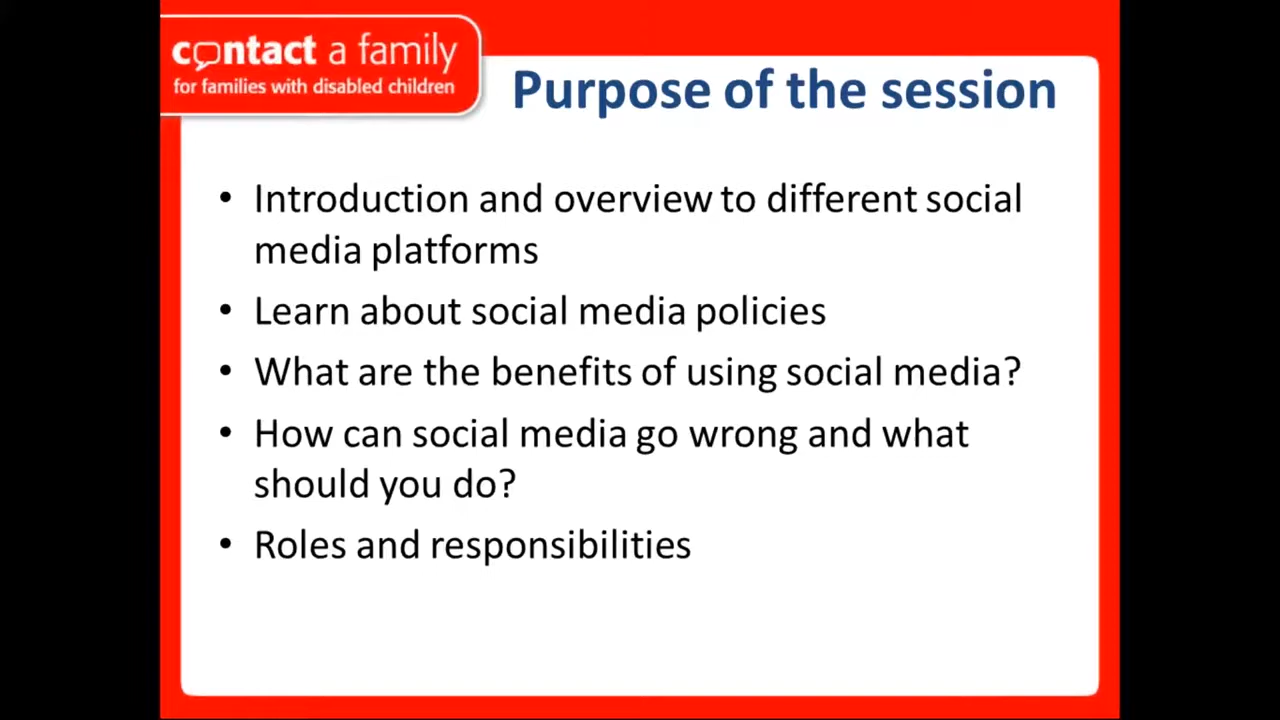 contact a family
for families with disabled children
Purpose of the session
• Introduction and overview to different social
media platforms
• Learn about social media policies
• What are the benefits of using social media?
• How can social media go wrong and what
should you do?
• Roles and responsibilities